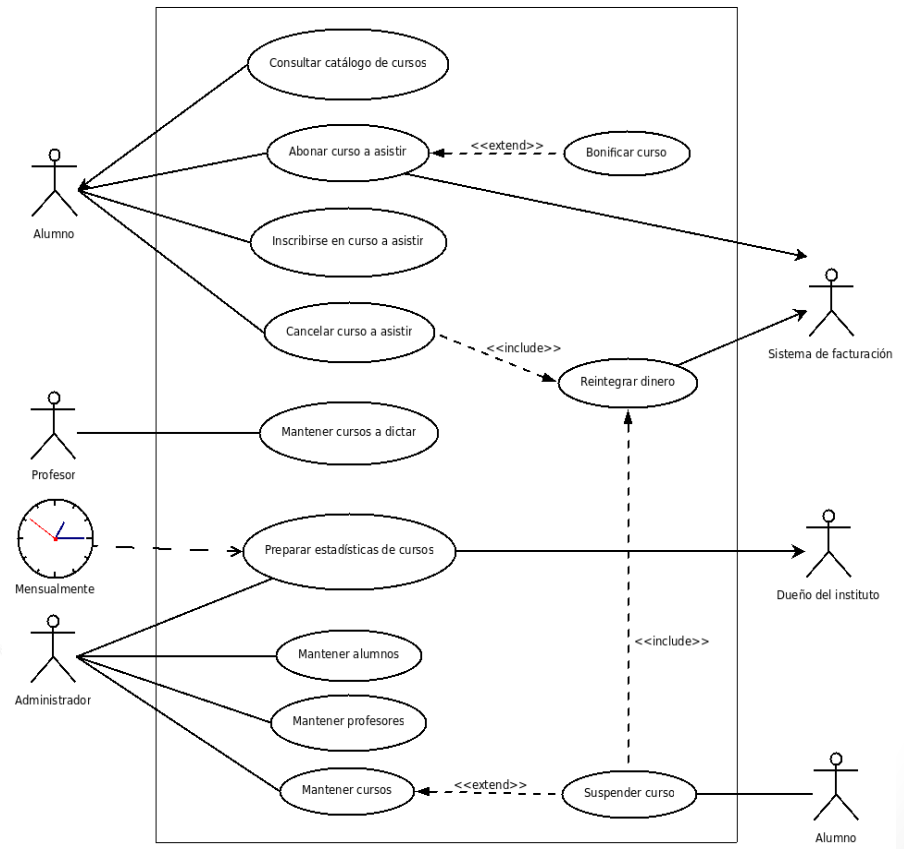 Consultar catálogo de cursos
Abonar curso a asistir
<<extend>>
Bonificar curso
Alumno
Inscribirse en curso a asistir
Cancelar curso a asistir
<<include>>
Sistema de facturación
Reintegrar dinero
Mantener cursos a dictar
Profesor
Preparar estadísticas de cursos
Mensualmente
Dueño del instituto
<<include>>
Mantener alumnos
Administrador
Mantener profesores
Mantener cursos
<<extend>>
Suspender curso
Alumno